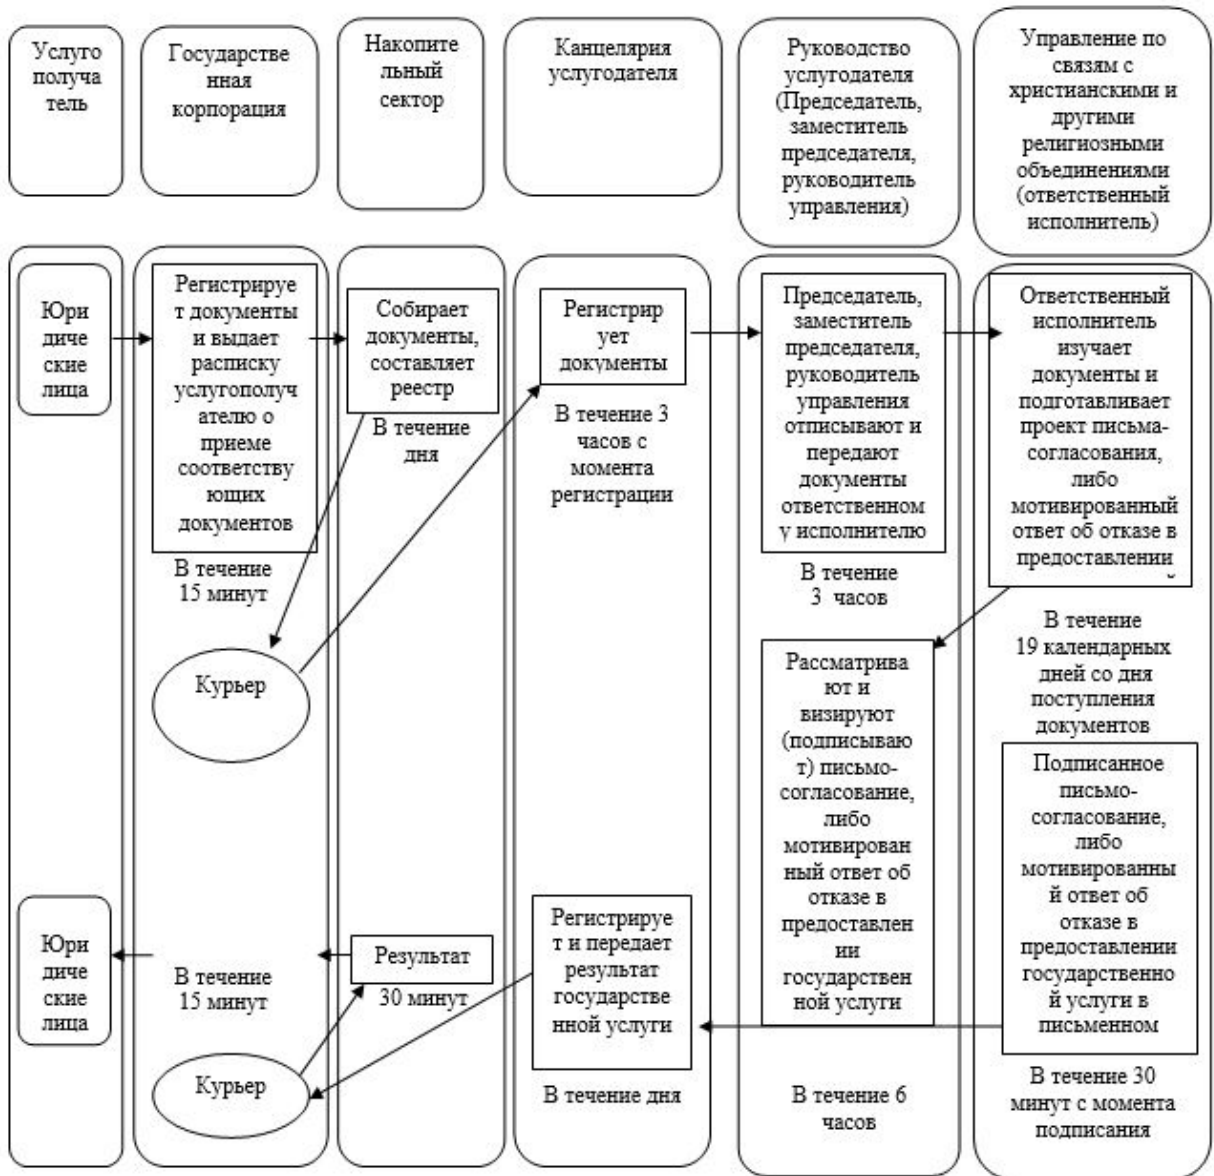 Услуго
получа
тель
Государстве
нная
корпорация
Накопите
льный
сектор
Канцелярия
услугодателя
Руководство
услугодателя
(Председатель,
заместитель
председателя,
руководитель
управления)
Управление по
связям с
христианскими и
другими
религиозными
объединениями
(ответственный
исполнитель)
Юри
диче
ские
лица
Регистрируе
т документы
и выдает
расписку
услугополуч
ателю о
приеме
соответству
ющих
документов
В течение
15 минут
Собирает
документы,
составляет
реестр
В течение
дня
Курьер
Регистрир
ует
документы
В течение 3
часов с
момента
регистрации
Председатель,
заместитель
председателя,
руководитель
управления
отписывают и
передают
документы
ответственном
у исполнителю
В течение
3 часов
Ответственный
исполнитель
изучает
документы и
подготавливает
проект письма-
согласования,
либо
мотивированный
ответ об отказе в
предоставлении
В течение
19 календарных
дней со дня
поступления
документов
Рассматрива
ют и
визируют
(подписываю
т) письмо-
согласование,
либо
мотивирован
ный ответ об
отказе в
предоставлен
ии
государствен
ной услуги
В течение 6
часов
Подписанное
письмо-
согласование,
либо
мотивированны
й ответ об
отказе в
предоставлении
государственно
й услуги в
письменном
В течение 30
минут с момента
подписания
Регистрируе
т и передает
результат
государстве
нной услуги
В течение дня
Курьер
Результат
30 минут
В течение
15 минут
Юри
диче
ские
лица